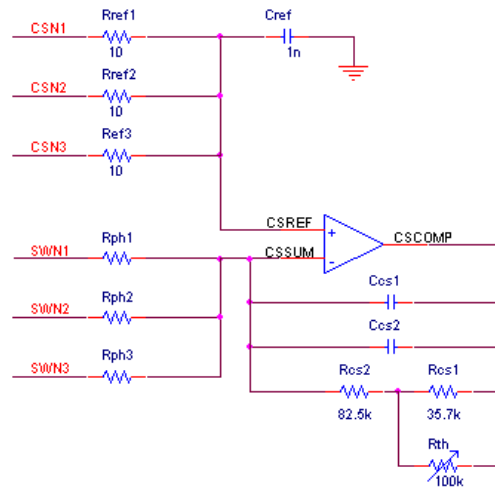 CSN1 Rref1 Cref
10 1n
CSN2 Rref2
10
CSN3 Ref3
10
CSREF
+
CSCOMP
SWN1 Rph1 CSSUM
-
Ccs1
SWN2 Rph2
Ccs2
SWN3 Rph3
Rcs2 Rcs1
82.5k 35.7k
Rth
100k